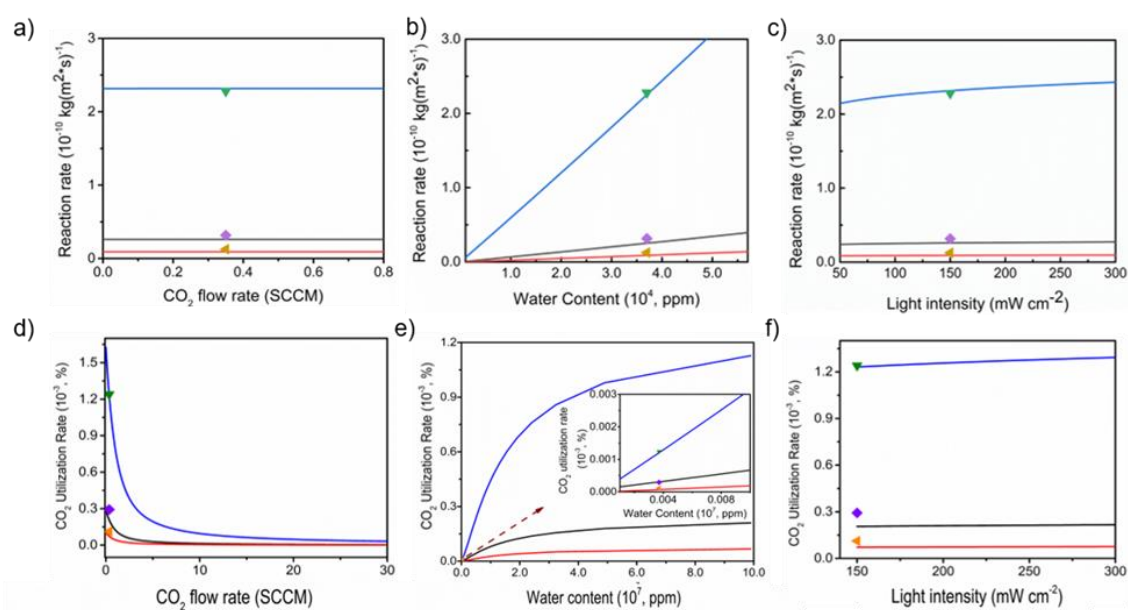 a)
Reaction rate (10-10 kg(m2*s)-1)
3
2
1
0
0.0 0.2 0.4 0.6 0.8
CO2 flow rate (SCCM)
b)
Reaction rate (10-10 kg(m2*s)-1)
3.0
2.0
1.0
0.0
1.0 2.0 3.0 4.0 5.0
Water Content (104, ppm)
c)
Reaction rate (10-10 kg(m2*s)-1)
3.0
2.0
1.0
0.0
50 100 150 200 250 300
Light intensity (mW cm-2)
d)
CO2 Utilization Rate (10-3, %)
1.5
1.2
0.9
0.6
0.3
0.0
0 10 20 30
CO2 flow rate (SCCM)
e)
CO2 Utilization Rate (10-3, %)
1.2
1.0
0.8
0.6
0.4
0.2
0.0
0.0 2.0 4.0 6.0 8.0 10.0
Water content (107, ppm)
CO2 utilization rate
(10-3, %)
0.003
0.002
0.001
0.000
0.004 0.008
Water Content (107, ppm)
f)
CO2 Utilization Rate (10-3, %)
1.2
0.9
0.6
0.3
0.0
150 200 250 300
Light intensity (mW cm-2)